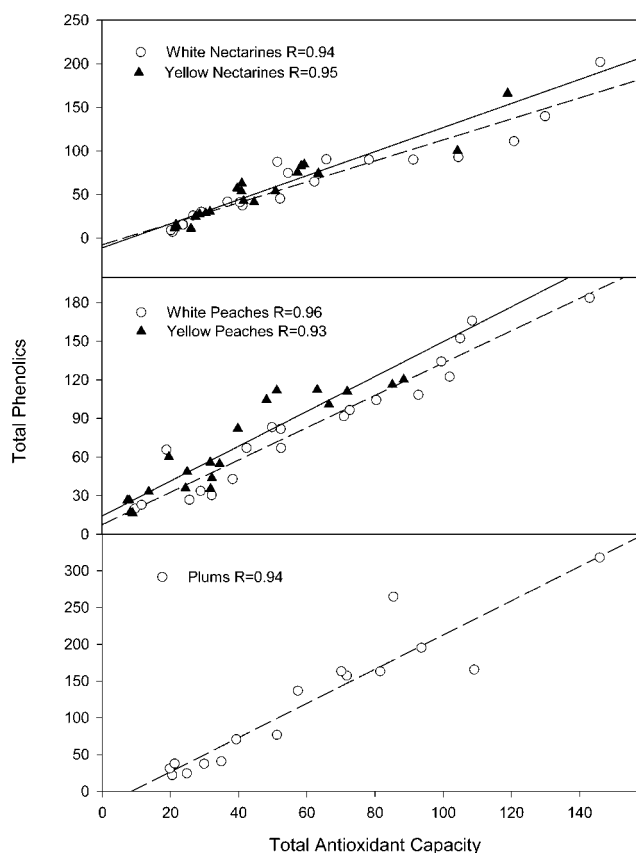 250
200
White Nectarines R=0.94
Yellow Nectarines R=0.95
150
100
50
0
180
White Peaches R=0.96
Yellow Peaches R=0.93
150
120
90
60
30
0
Total Phenolics
300
Plums R=0.94
250
200
150
100
50
0
0 20 40 60 80 100 120 140
Total Antioxidant Capacity